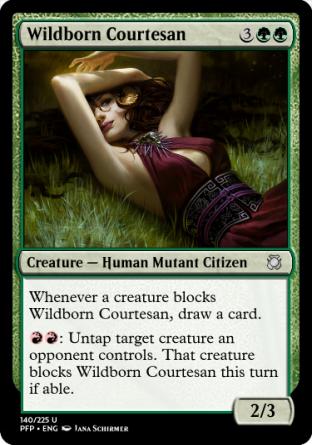 Wildborn Courtesan 3
Creature — Human Mutant Citizen
Whenever a creature blocks
Wildborn Courtesan, draw a card.
: Untap target creature an
opponent controls. That creature
blocks Wildborn Courtesan this turn
if able.
140/225 U
PFP • ENG Jana Schirmer
2/3